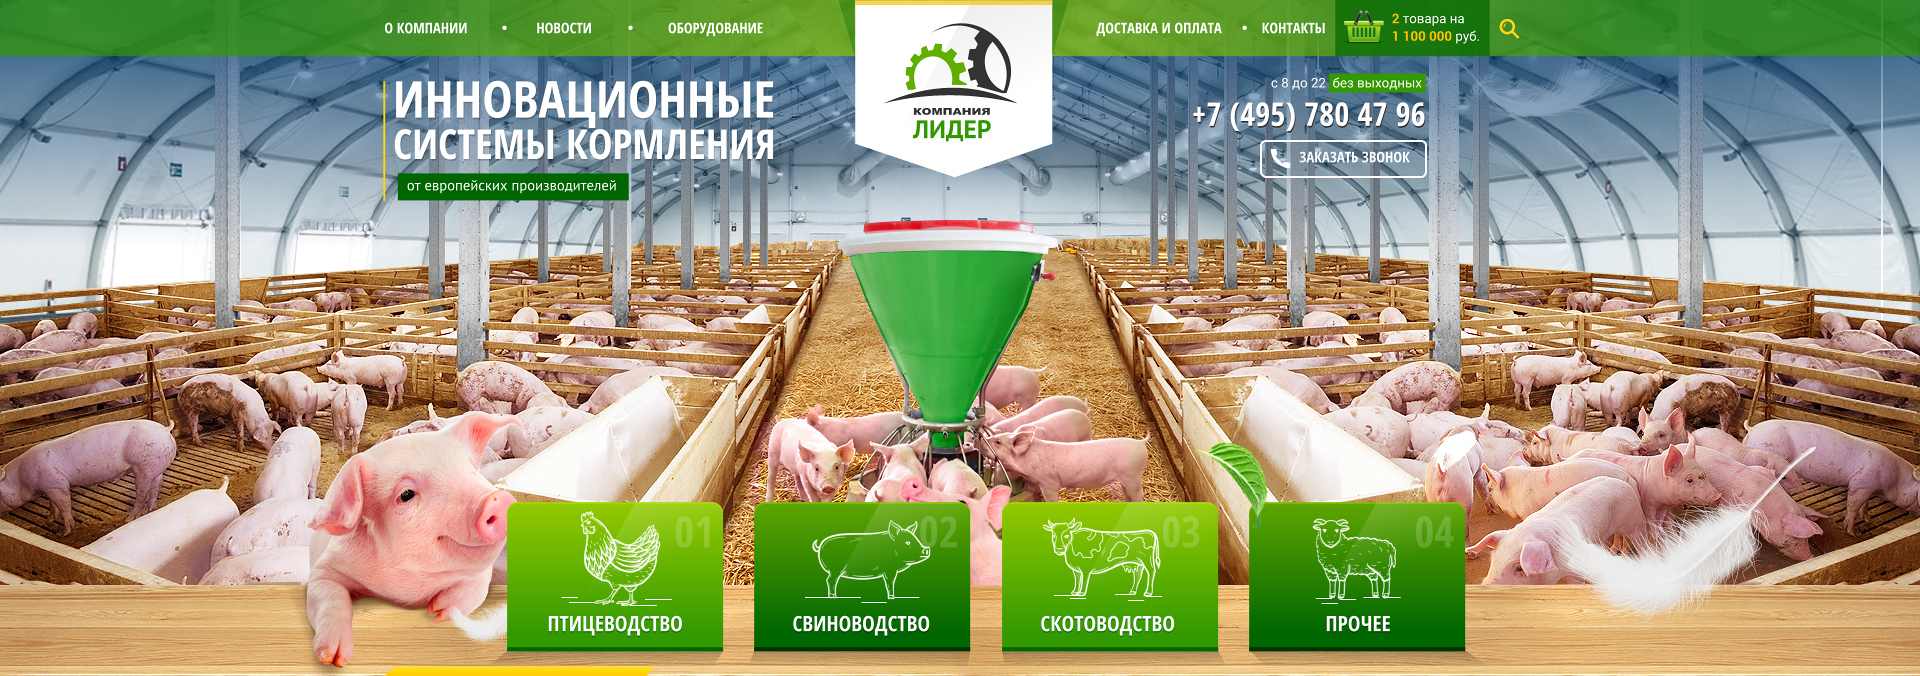 О КОМПАНИИ
НОВОСТИ
ОБОРУДОВАНИЕ
ДОСТАВКА И ОПЛАТА
КОНТАКТЫ
2 товара на
1 100 000 руб.
ИННОВАЦИОННЫЕ
СИСТЕМЫ КОРМЛЕНИЯ
от европейских производителей
КОМПАНИЯ
ЛИДЕР
с 8 до 22 без выходных
+7 (495) 780 47 96
ЗАКАЗАТЬ ЗВОНОК
01
ПТИЦЕВОДСТВО
02
СВИНОВОДСТВО
03
СКОТОВОДСТВО
04
ПРОЧЕЕ